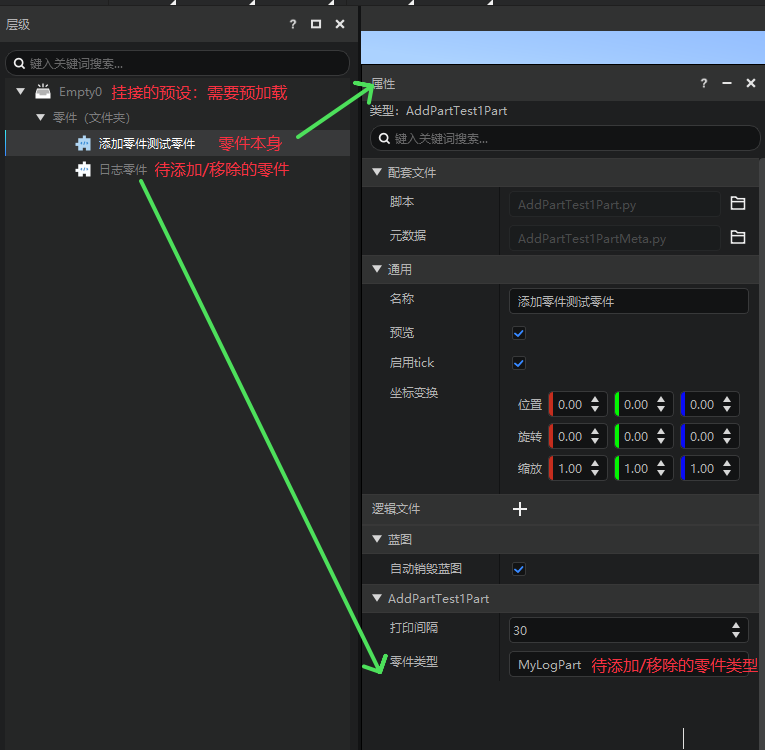 层级
?
键入关键词搜索...
Empty0 挂接的预设：需要预加载
零件（文件夹）
添加零件测试零件 零件本身
日志零件 待添加/移除的零件
属性
?
类型：AddPartTest1Part
键入关键词搜索...
配套文件
脚本 AddPartTest1Part.py
元数据 AddPartTest1PartMeta.py
通用
名称 添加零件测试零件
预览
启用tick
坐标变换
位置 0.00 0.00 0.00
旋转 0.00 0.00 0.00
缩放 1.00 1.00 1.00
逻辑文件
蓝图
自动销毁蓝图
AddPartTest1Part
打印间隔 30
零件类型 MyLogPart 待添加/移除的零件类型